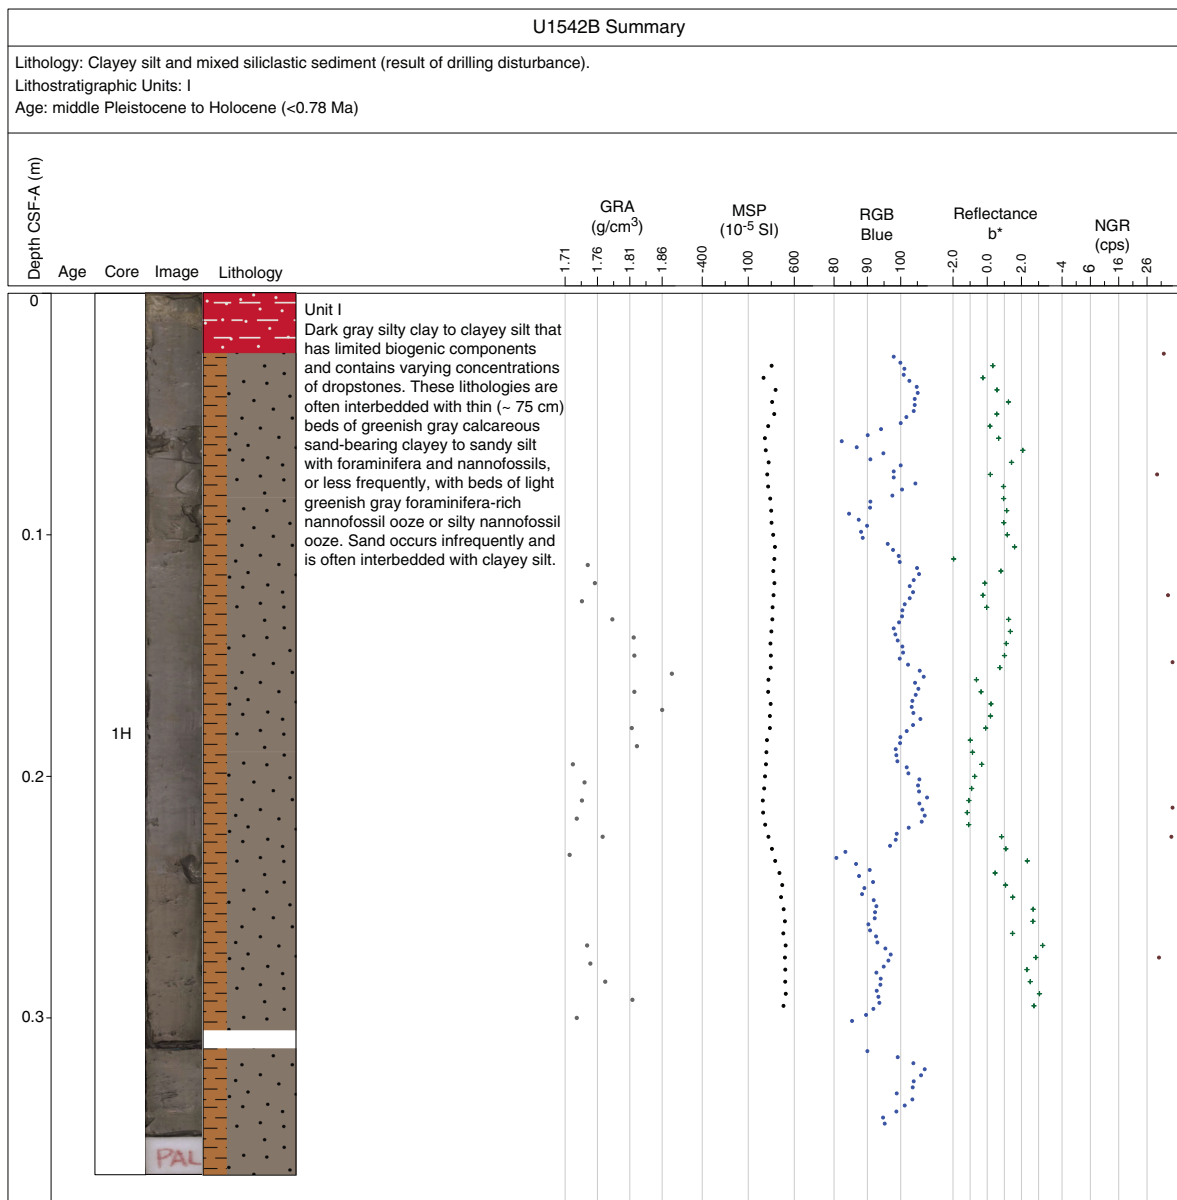 U1542B Summary
Lithology: Clayey silt and mixed siliclastic sediment (result of drilling disturbance).
Lithostratigraphic Units: I
Age: middle Pleistocene to Holocene (<0.78 Ma)
Depth CSF-A (m)
Age Core Image Lithology
GRA
(g/cm³)
1.71 1.76 1.81 1.86
MSP
(10⁻⁵ SI)
-400 100 600
RGB
Blue
80 90 100
Reflectance
b*
-2.0 0.0 2.0
NGR
(cps)
-4 6 16 26
0
0.1
0.2
0.3
1H
Unit I
Dark gray silty clay to clayey silt that
has limited biogenic components
and contains varying concentrations
of dropstones. These lithologies are
often interbedded with thin (~ 75 cm)
beds of greenish gray calcareous
sand-bearing clayey to sandy silt
with foraminifera and nannofossils,
or less frequently, with beds of light
greenish gray foraminifera-rich
nannofossil ooze or silty nannofossil
ooze. Sand occurs infrequently and
is often interbedded with clayey silt.
PAL